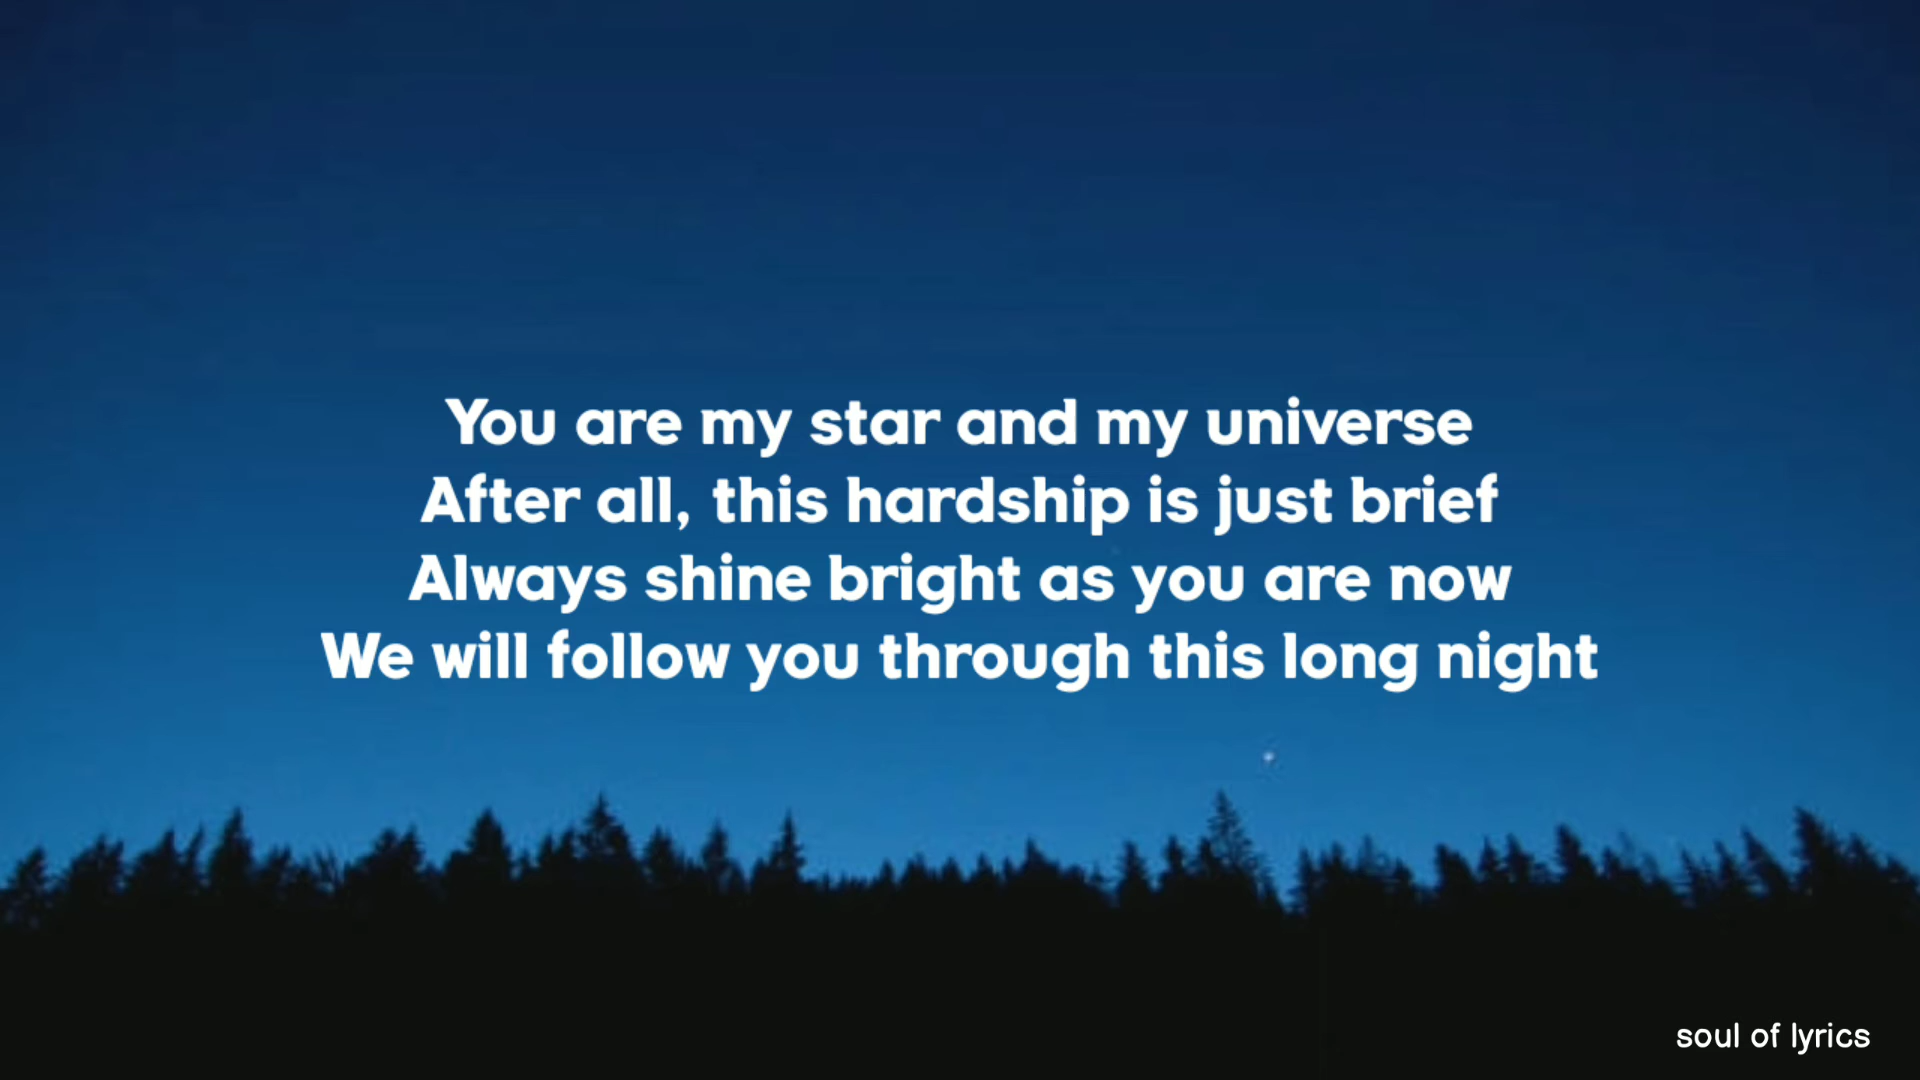 You are my star and my universe
After all, this hardship is just brief
Always shine bright as you are now
We will follow you through this long night
soul of lyrics